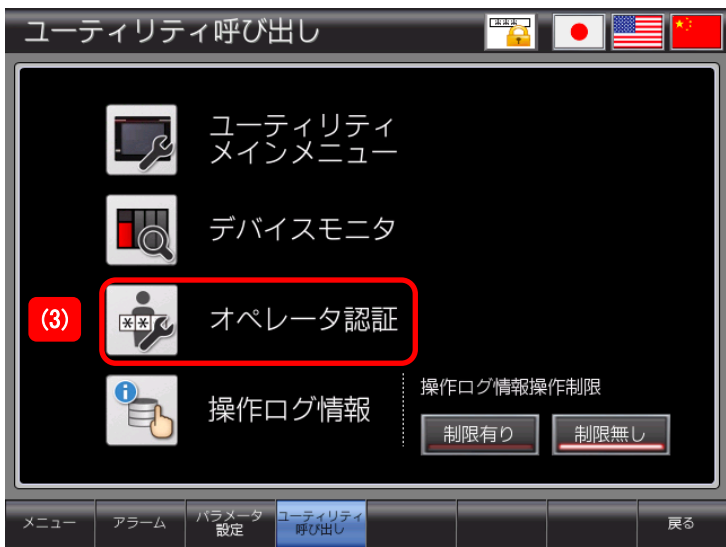 ユーティリティ呼び出し
***
ユーティリティ
メインメニュー
デバイスモニタ
(3)
**
オペレータ認証
i
操作ログ情報
操作ログ情報操作制限
制限有り
制限無し
メニュー
アラーム
パラメータ
設定
ユーティリティ
呼び出し
戻る